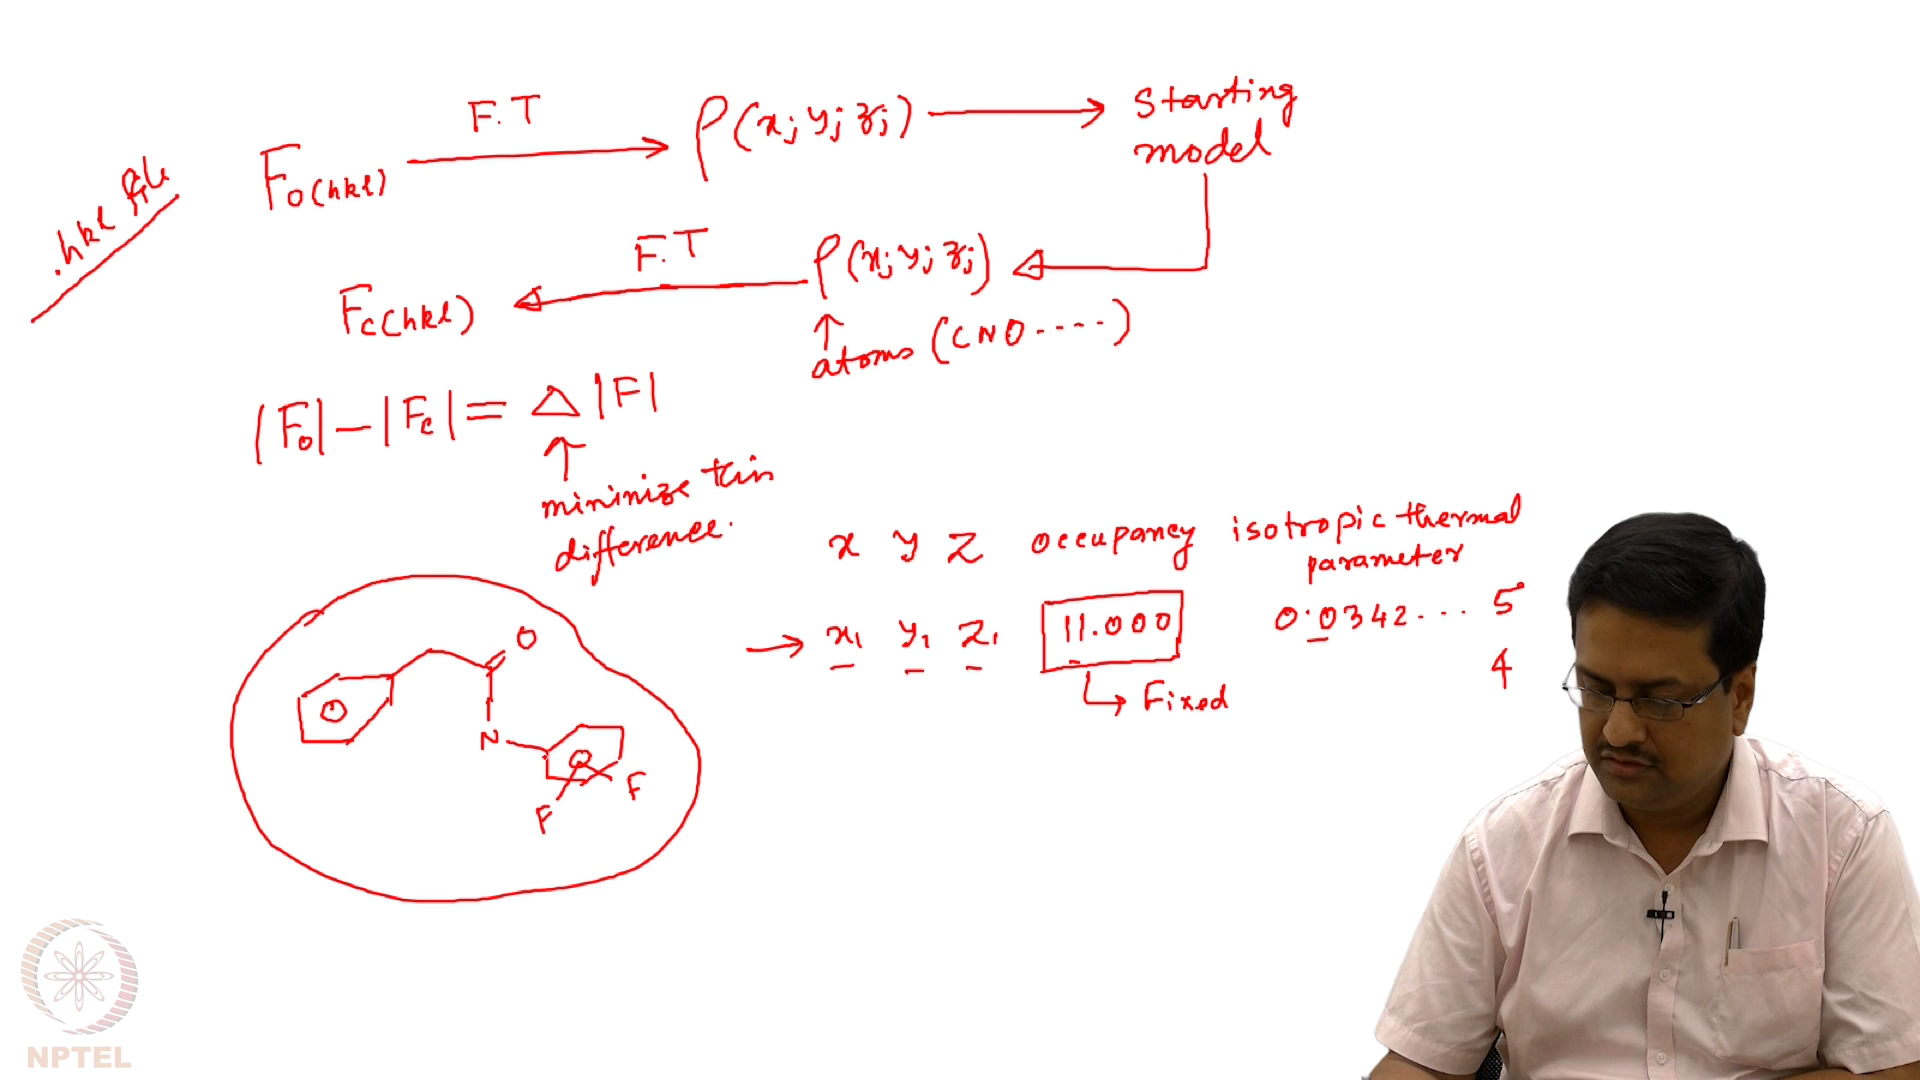 .hkl file
F.T
Fo(hkl) → ρ(xj yj zj) → Starting model
F.T
Fc(hkl) ← ρ(xj yj zj)
↑
atoms (C N O ----)
|Fo| - |Fc| = Δ|F|
↑
minimize this
difference.
x y z occupancy isotropic thermal parameter
→ x1 y1 z1 11.000 0.0342... 5
4
↳ Fixed
O
N
F
F
NPTEL